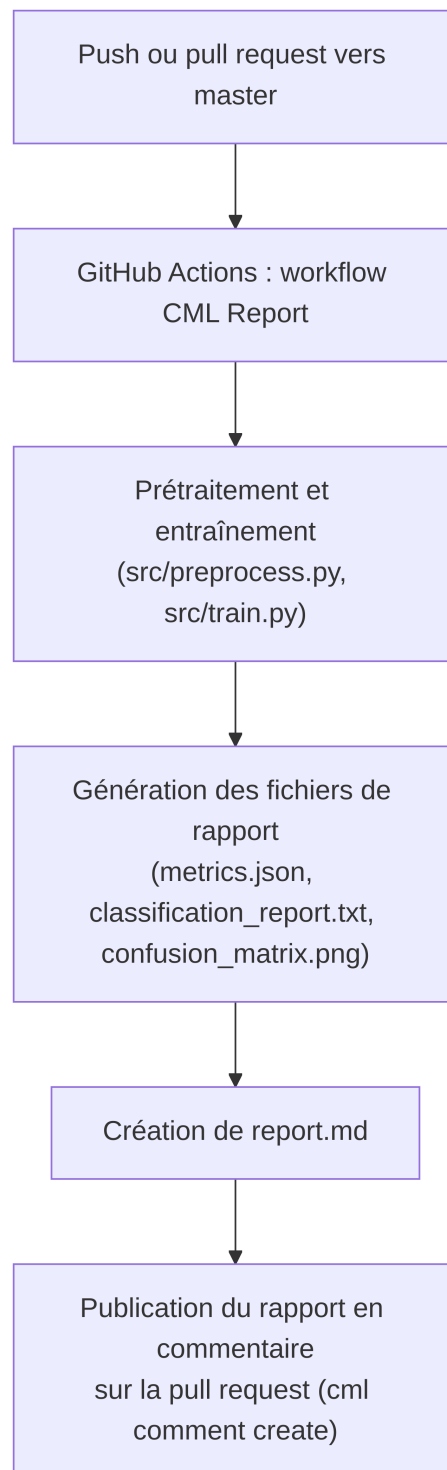 Push ou pull request vers
master
GitHub Actions : workflow
CML Report
Prétraitement et
entraînement
(src/preprocess.py,
src/train.py)
Génération des fichiers de
rapport
(metrics.json,
classification_report.txt,
confusion_matrix.png)
Création de report.md
Publication du rapport en
commentaire
sur la pull request (cml
comment create)